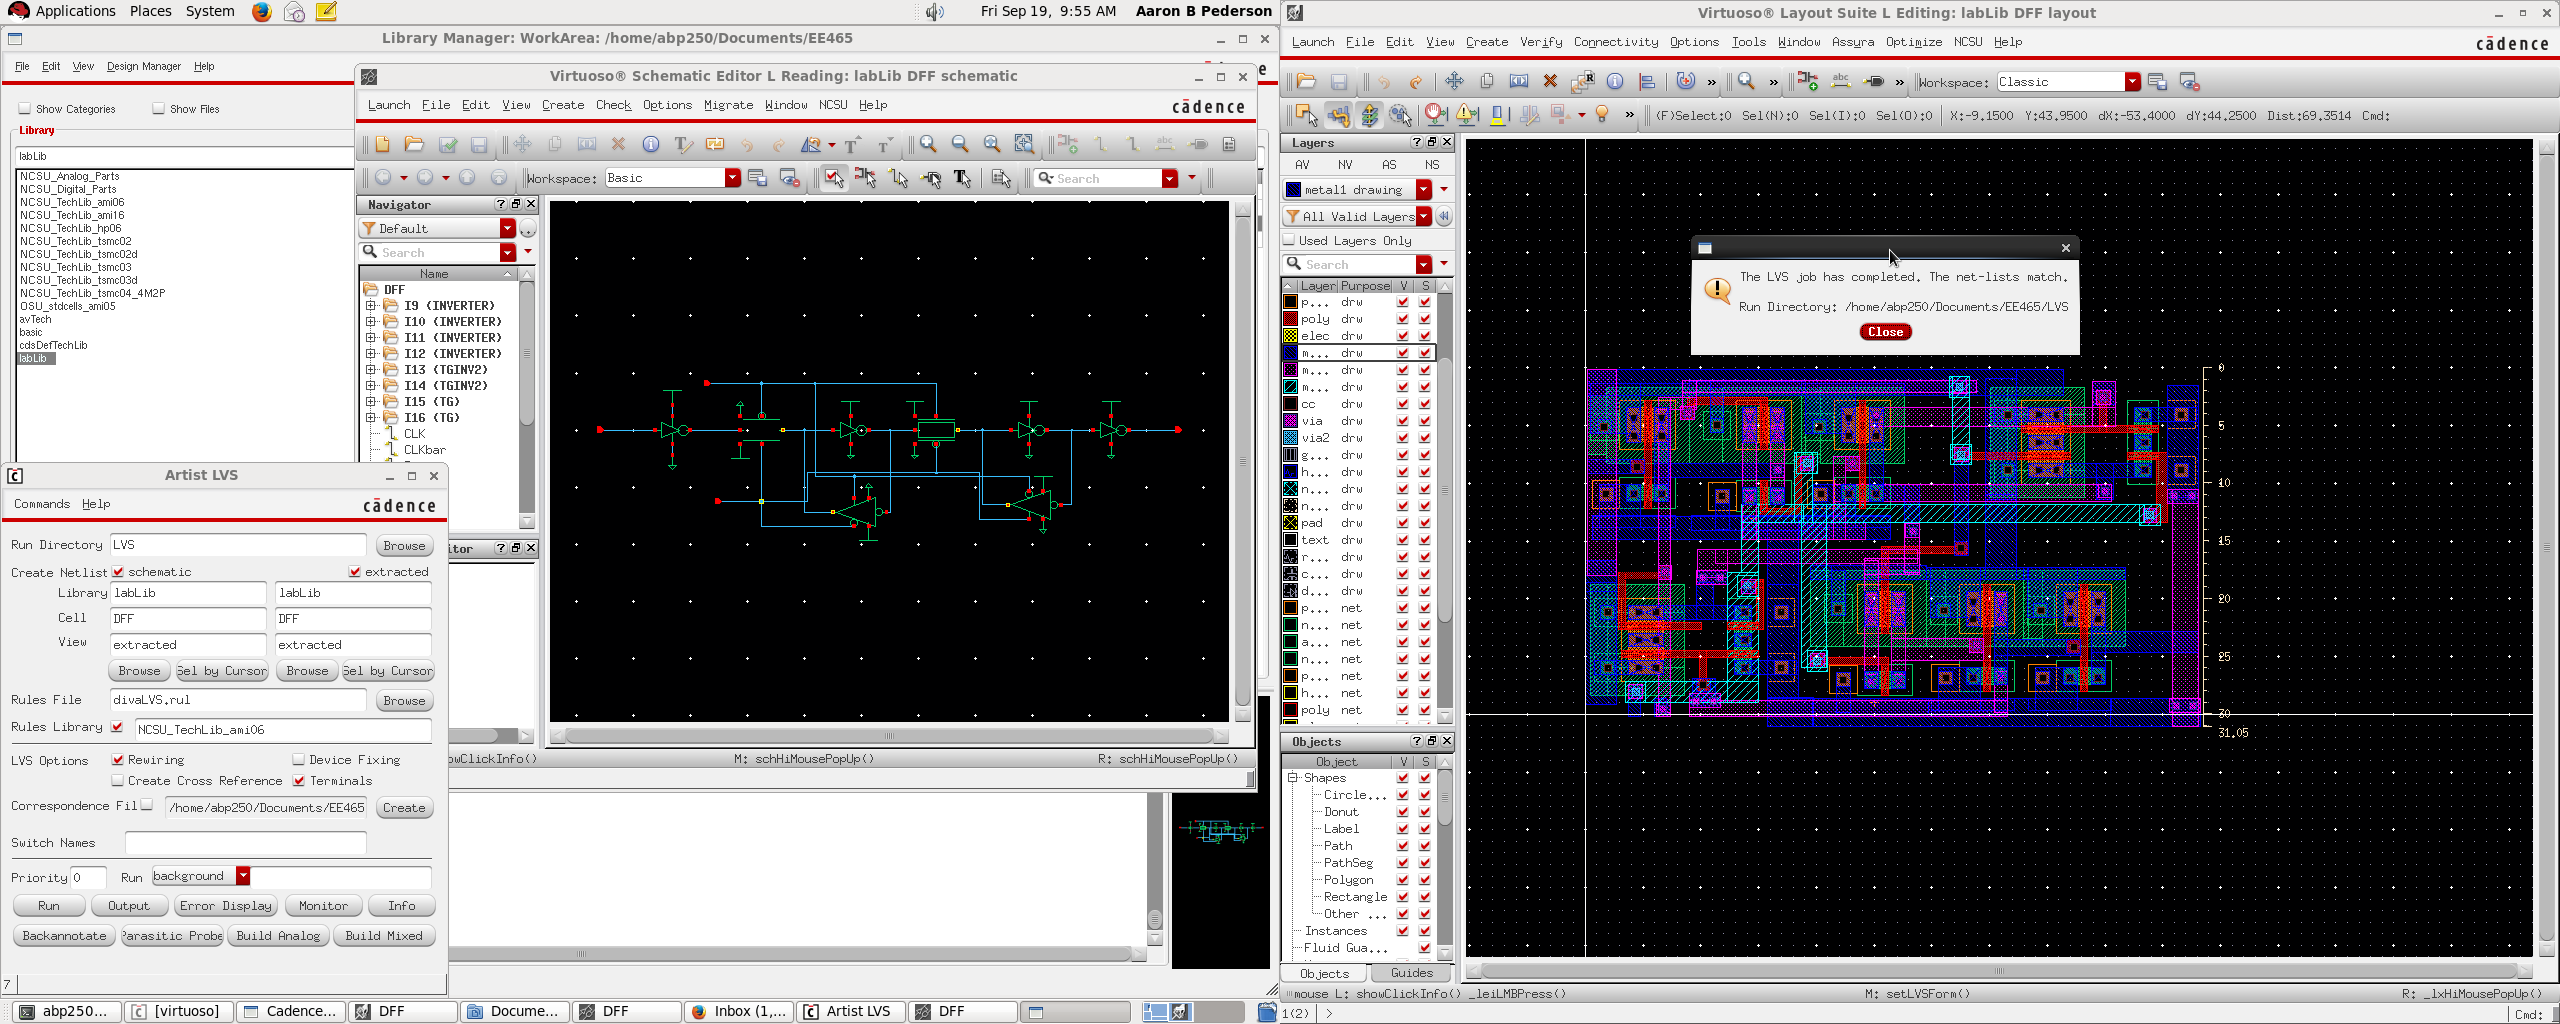 Applications Places System
Fri Sep 19, 9:55 AM Aaron B Pederson
Library Manager: WorkArea: /home/abp250/Documents/EE465
File Edit View Design Manager Help
Show Categories Show Files
Library
labLib
NCSU_Analog_Parts
NCSU_Digital_Parts
NCSU_TechLib_ami06
NCSU_TechLib_ami16
NCSU_TechLib_hp06
NCSU_TechLib_tsmc02
NCSU_TechLib_tsmc02d
NCSU_TechLib_tsmc03
NCSU_TechLib_tsmc03d
NCSU_TechLib_tsmc04_4M2P
OSU_stdcells_ami05
avTech
basic
cdsDefTechLib
labLib
Virtuoso® Schematic Editor L Reading: labLib DFF schematic
Launch File Edit View Create Check Options Migrate Window NCSU Help
cādence
Workspace: Basic
Search
Navigator
Default
Search
Name
DFF
I9 (INVERTER)
I10 (INVERTER)
I11 (INVERTER)
I12 (INVERTER)
I13 (TGINV2)
I14 (TGINV2)
I15 (TG)
I16 (TG)
CLK
CLKbar
itor
owClickInfo() M: schHiMousePopUp() R: schHiMousePopUp()
Artist LVS
Commands Help
cādence
Run Directory LVS Browse
Create Netlist schematic extracted
Library labLib labLib
Cell DFF DFF
View extracted extracted
Browse Sel by Cursor Browse Sel by Cursor
Rules File divaLVS.rul Browse
Rules Library NCSU_TechLib_ami06
LVS Options Rewiring Device Fixing
Create Cross Reference Terminals
Correspondence Fil /home/abp250/Documents/EE465 Create
Switch Names
Priority 0 Run background
Run Output Error Display Monitor Info
Backannotate Parasitic Probe Build Analog Build Mixed
7
abp250... [virtuoso] Cadence... DFF Docume... DFF Inbox (1,... Artist LVS DFF
Virtuoso® Layout Suite L Editing: labLib DFF layout
Launch File Edit View Create Verify Connectivity Options Tools Window Assura Optimize NCSU Help
cādence
Workspace: Classic
(F)Select:0 Sel(N):0 Sel(I):0 Sel(O):0 X:-9.1500 Y:43.9500 dX:-53.4000 dY:44.2500 Dist:69.3514 Cmd:
Layers
AV NV AS NS
metal1 drawing
All Valid Layers
Used Layers Only
Search
Layer Purpose V S
p... drw
poly drw
elec drw
m... drw
m... drw
m... drw
cc drw
via drw
via2 drw
g... drw
h... drw
n... drw
n... drw
pad drw
text drw
r... drw
c... drw
d... drw
p... net
n... net
a... net
n... net
p... net
h... net
poly net
Objects
Object V S
Shapes
Circle...
Donut
Label
Path
PathSeg
Polygon
Rectangle
Other ...
Instances
Fluid Gua...
Objects Guides
The LVS job has completed. The net-lists match.
Run Directory: /home/abp250/Documents/EE465/LVS
Close
0
5
10
15
20
25
30
31.05
mouse L: showClickInfo() _leiLMBPress() M: setLVSForm() R: _lxHiMousePopUp()
1(2) > Cmd: